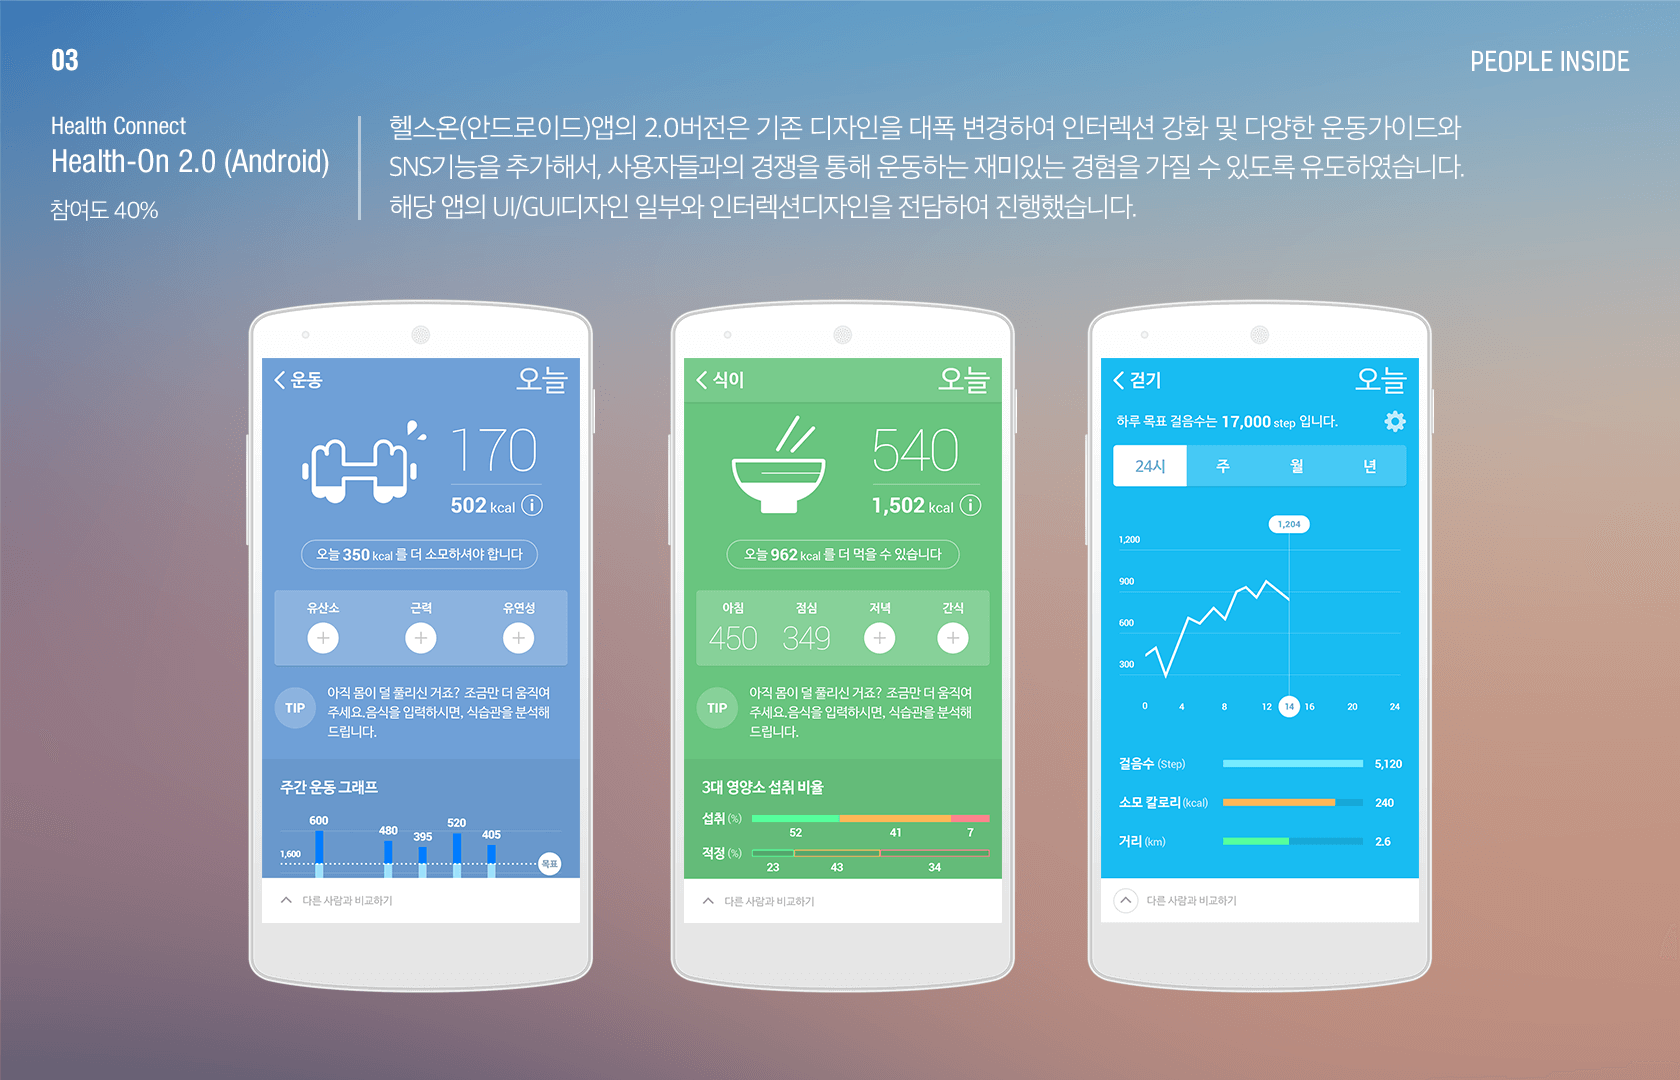 03
PEOPLE INSIDE
Health Connect
Health-On 2.0 (Android)
참여도 40%
헬스온(안드로이드)앱의 2.0버전은 기존 디자인을 대폭 변경하여 인터렉션 강화 및 다양한 운동가이드와
SNS기능을 추가해서, 사용자들과의 경쟁을 통해 운동하는 재미있는 경험을 가질 수 있도록 유도하였습니다.
해당 앱의 UI/GUI디자인 일부와 인터렉션디자인을 전담하여 진행했습니다.
운동 오늘
170
502 kcal i
오늘 350 kcal 를 더 소모하셔야 합니다
유산소 근력 유연성
+ + +
TIP
아직 몸이 덜 풀리신 거죠? 조금만 더 움직여
주세요.음식을 입력하시면, 식습관을 분석해
드립니다.
주간 운동 그래프
600 480 395 520 405
1,600 목표
다른 사람과 비교하기
식이 오늘
540
1,502 kcal i
오늘 962 kcal 를 더 먹을 수 있습니다
아침 점심 저녁 간식
450 349 + +
TIP
아직 몸이 덜 풀리신 거죠? 조금만 더 움직여
주세요.음식을 입력하시면, 식습관을 분석해
드립니다.
3대 영양소 섭취 비율
섭취 (%)
52 41 7
적정 (%)
23 43 34
다른 사람과 비교하기
걷기 오늘
하루 목표 걸음수는 17,000 step 입니다.
24시 주 월 년
1,204
1,200
900
600
300
0 4 8 12 14 16 20 24
걸음수 (Step) 5,120
소모 칼로리 (kcal) 240
거리 (km) 2.6
다른 사람과 비교하기